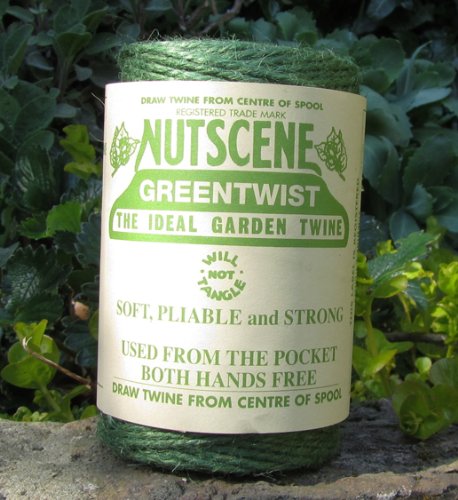 DRAW TWINE FROM CENTRE OF SPOOL
REGISTERED TRADE MARK
NUTSCENE
GREENTWIST
THE IDEAL GARDEN TWINE
WILL
NOT
TANGLE
SOFT, PLIABLE and STRONG
USED FROM THE POCKET
BOTH HANDS FREE
DRAW TWINE FROM CENTRE OF SPOOL